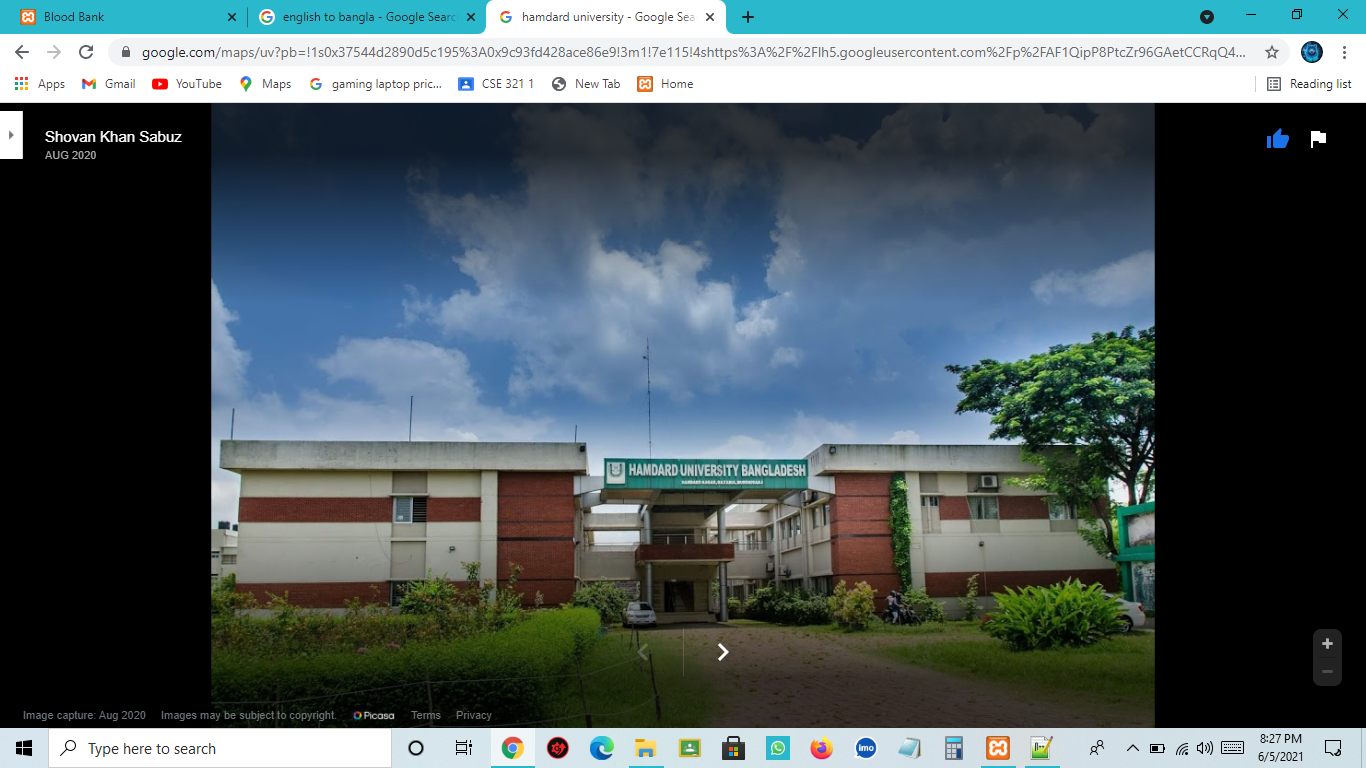 Blood Bank
english to bangla - Google Searc
hamdard university - Google Sea
google.com/maps/uv?pb=!1s0x37544d2890d5c195%3A0x9c93fd428ace86e9!3m1!7e115!4shttps%3A%2F%2Flh5.googleusercontent.com%2Fp%2FAF1QipP8PtcZr96GAetCCRqQ4...
Apps
Gmail
YouTube
Maps
gaming laptop pric...
CSE 321 1
New Tab
Home
Reading list
Shovan Khan Sabuz
AUG 2020
HAMDARD UNIVERSITY BANGLADESH
Image capture: Aug 2020 Images may be subject to copyright. Picasa Terms Privacy
Type here to search
imo
8:27 PM
6/5/2021